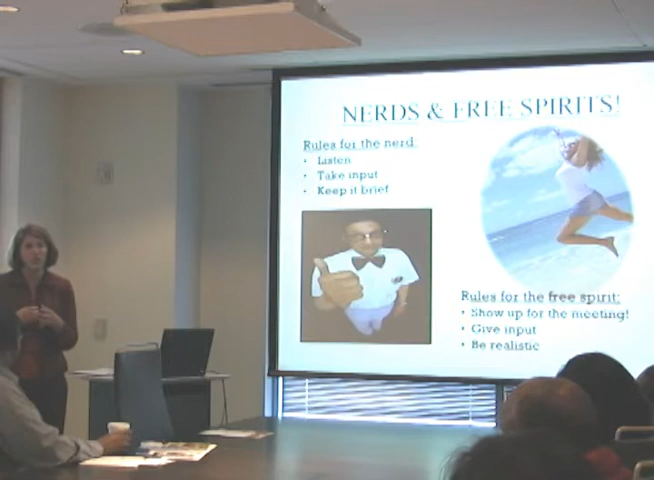 NERDS & FREE SPIRITS!
Rules for the nerd:
• Listen
• Take input
• Keep it brief
Rules for the free spirit:
• Show up for the meeting!
• Give input
• Be realistic